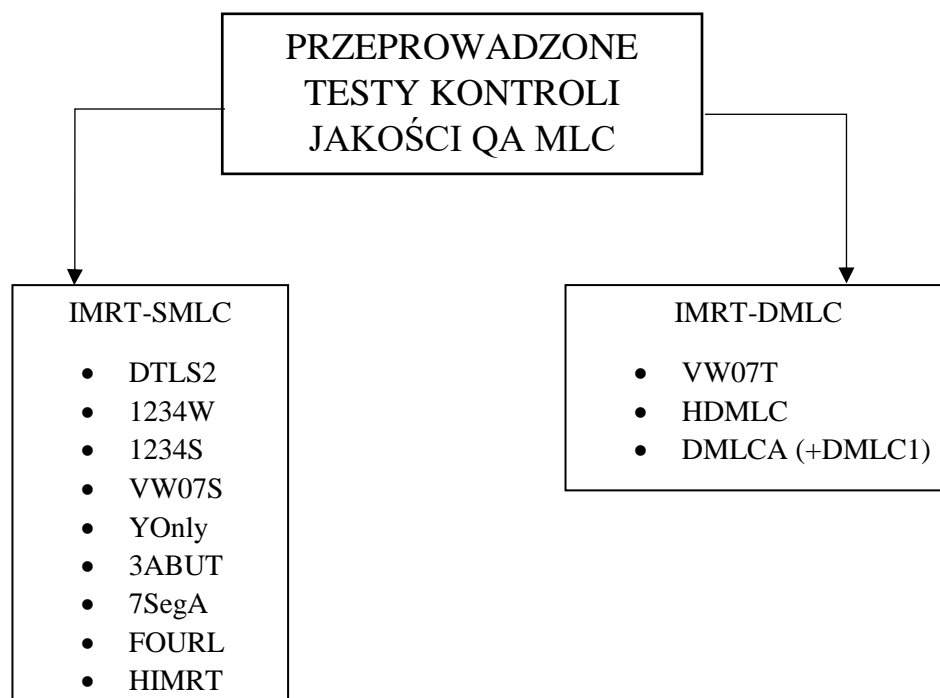 PRZEPROWADZONE
TESTY KONTROLI
JAKOŚCI QA MLC
IMRT-SMLC
• DTLS2
• 1234W
• 1234S
• VW07S
• YOnly
• 3ABUT
• 7SegA
• FOURL
• HIMRT
IMRT-DMLC
• VW07T
• HDMLC
• DMLCA (+DMLC1)